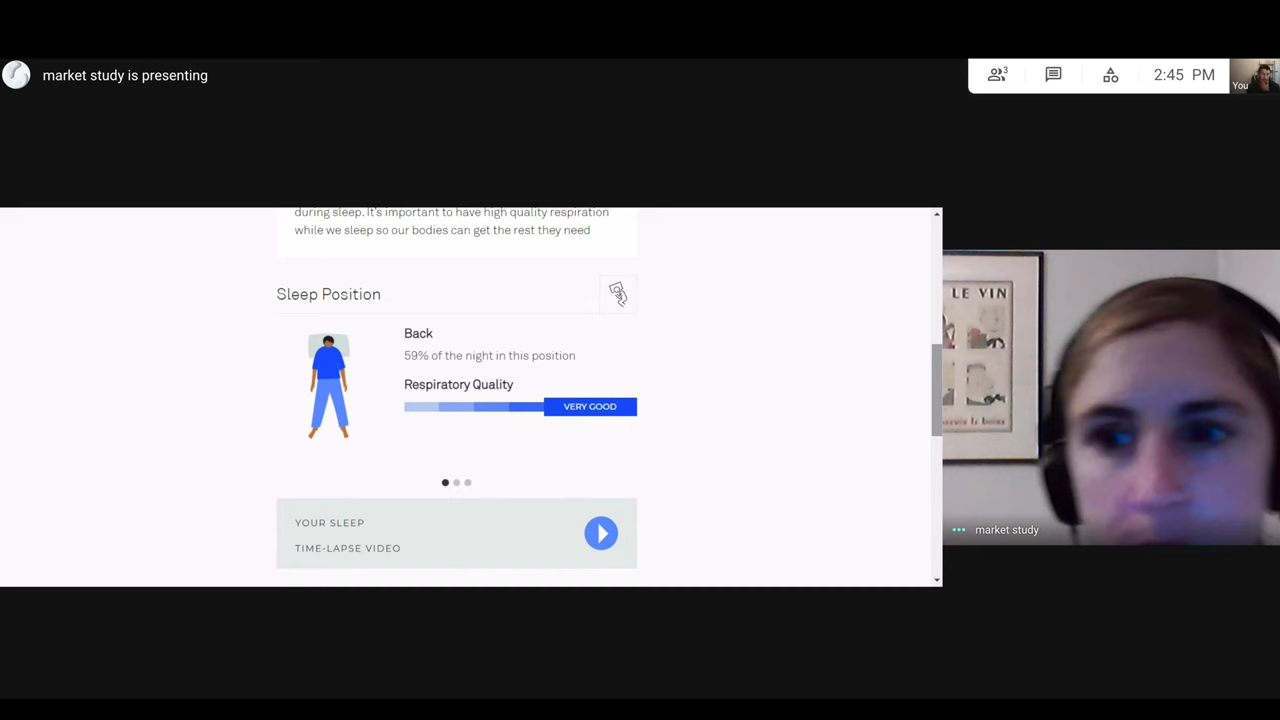 market study is presenting
3
2:45 PM
You
during sleep. It's important to have high quality respiration
while we sleep so our bodies can get the rest they need
Sleep Position
Back
59% of the night in this position
Respiratory Quality
VERY GOOD
YOUR SLEEP
TIME-LAPSE VIDEO
LE VIN
market study